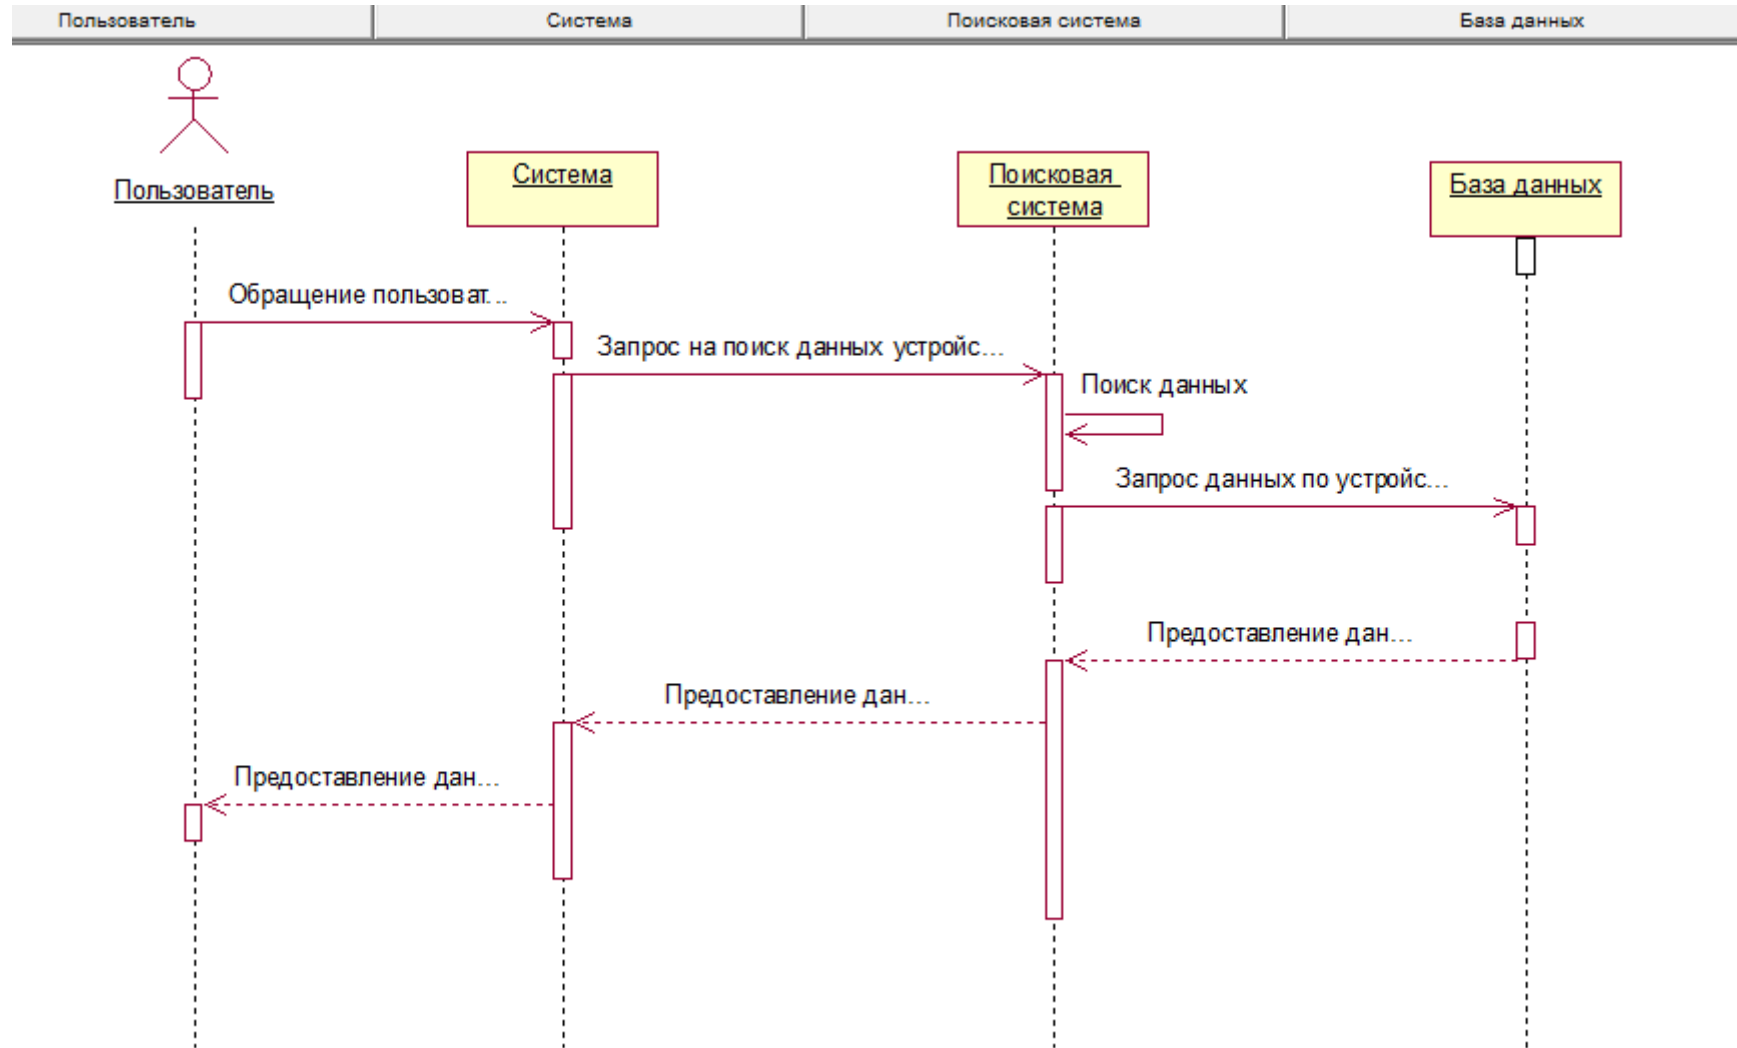 Пользователь
Система
Поисковая система
База данных
Пользователь
Система
Поисковая
система
База данных
Обращение пользоват...
Запрос на поиск данных устройс...
Поиск данных
Запрос данных по устройс...
Предоставление дан...
Предоставление дан...
Предоставление дан...